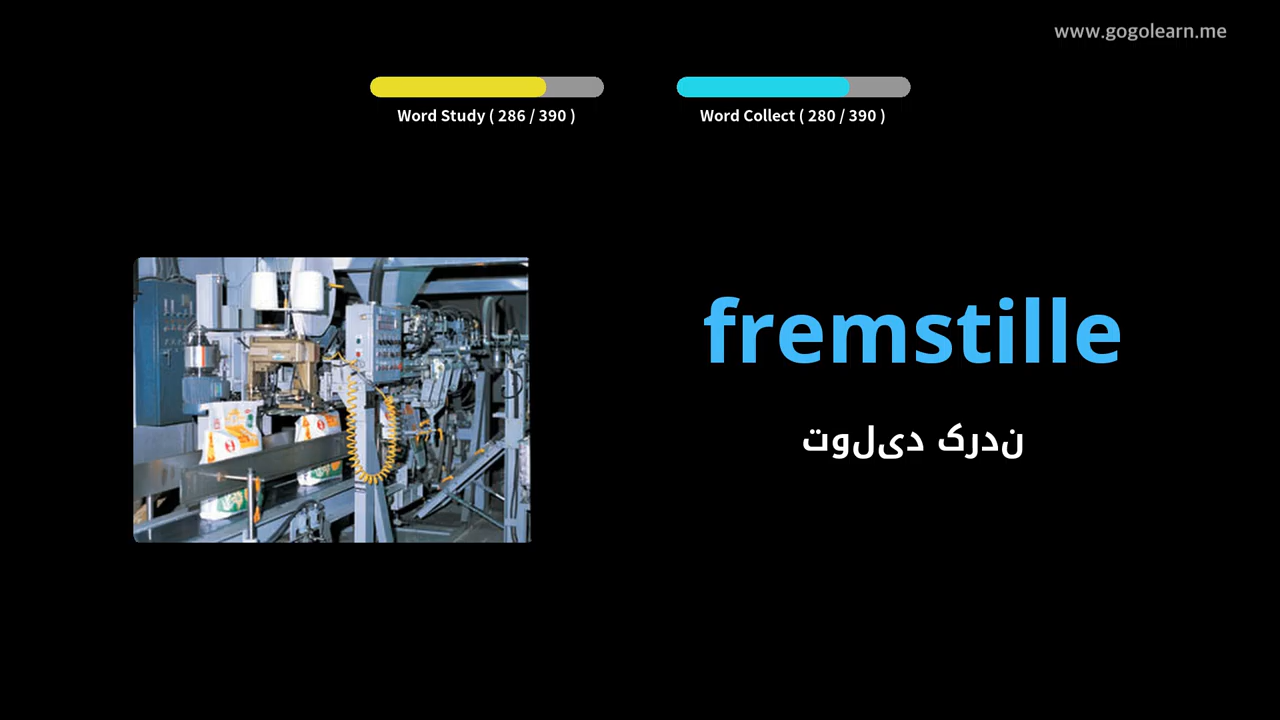 www.gogolearn.me
Word Study ( 286 / 390 )
Word Collect ( 280 / 390 )
fremstille
ندرک دیلوت